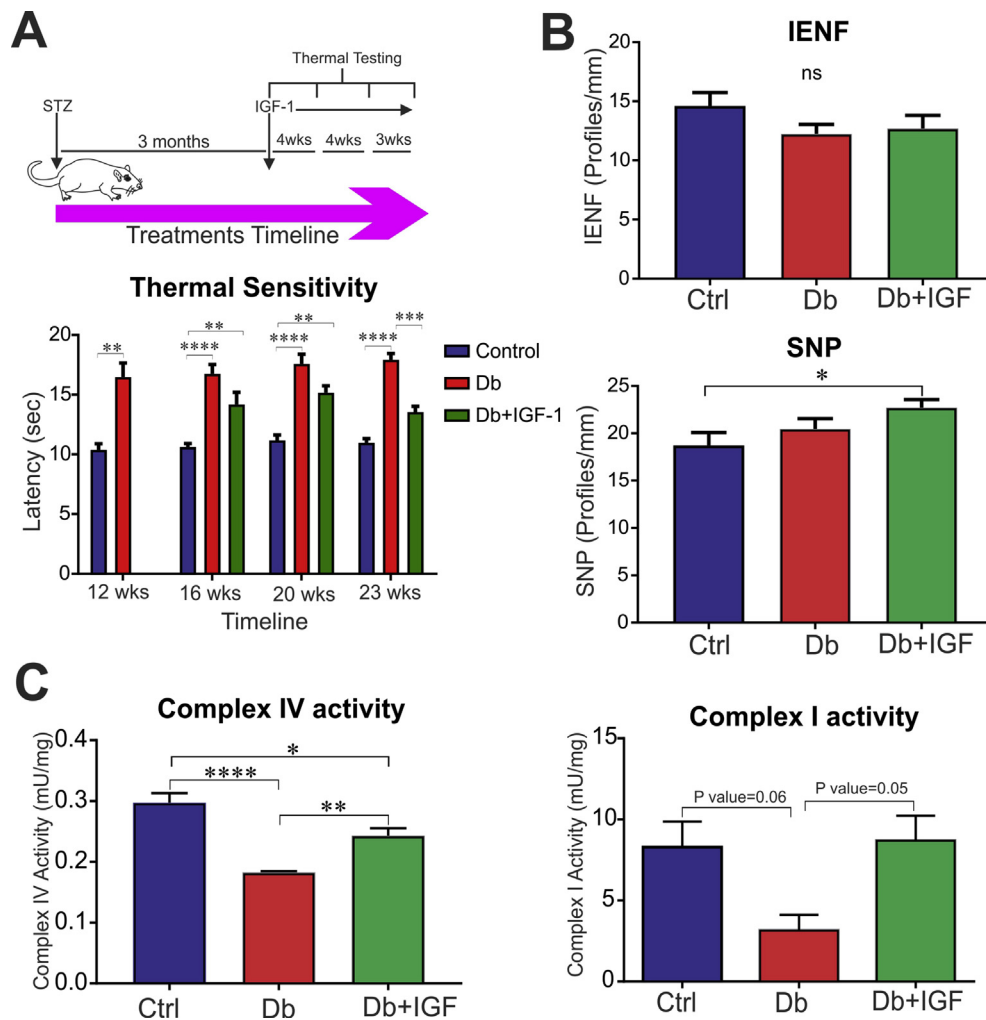 A
Thermal Testing
STZ
IGF-1
3 months
4wks 4wks 3wks
Treatments Timeline
Thermal Sensitivity
Latency (sec)
20
15
10
5
0
** **** ** **** ** **** ***
Control
Db
Db+IGF-1
12 wks 16 wks 20 wks 23 wks
Timeline
B
IENF
ns
IENF (Profiles/mm)
20
15
10
5
0
Ctrl Db Db+IGF
SNP
*
SNP (Profiles/mm)
25
20
15
10
5
0
Ctrl Db Db+IGF
C
Complex IV activity
Complex IV Activity (mU/mg)
0.4
0.3
0.2
0.1
0.0
*
****
**
Ctrl Db Db+IGF
Complex I activity
Complex I Activity (mU/mg)
15
10
5
0
P value=0.06 P value=0.05
Ctrl Db Db+IGF